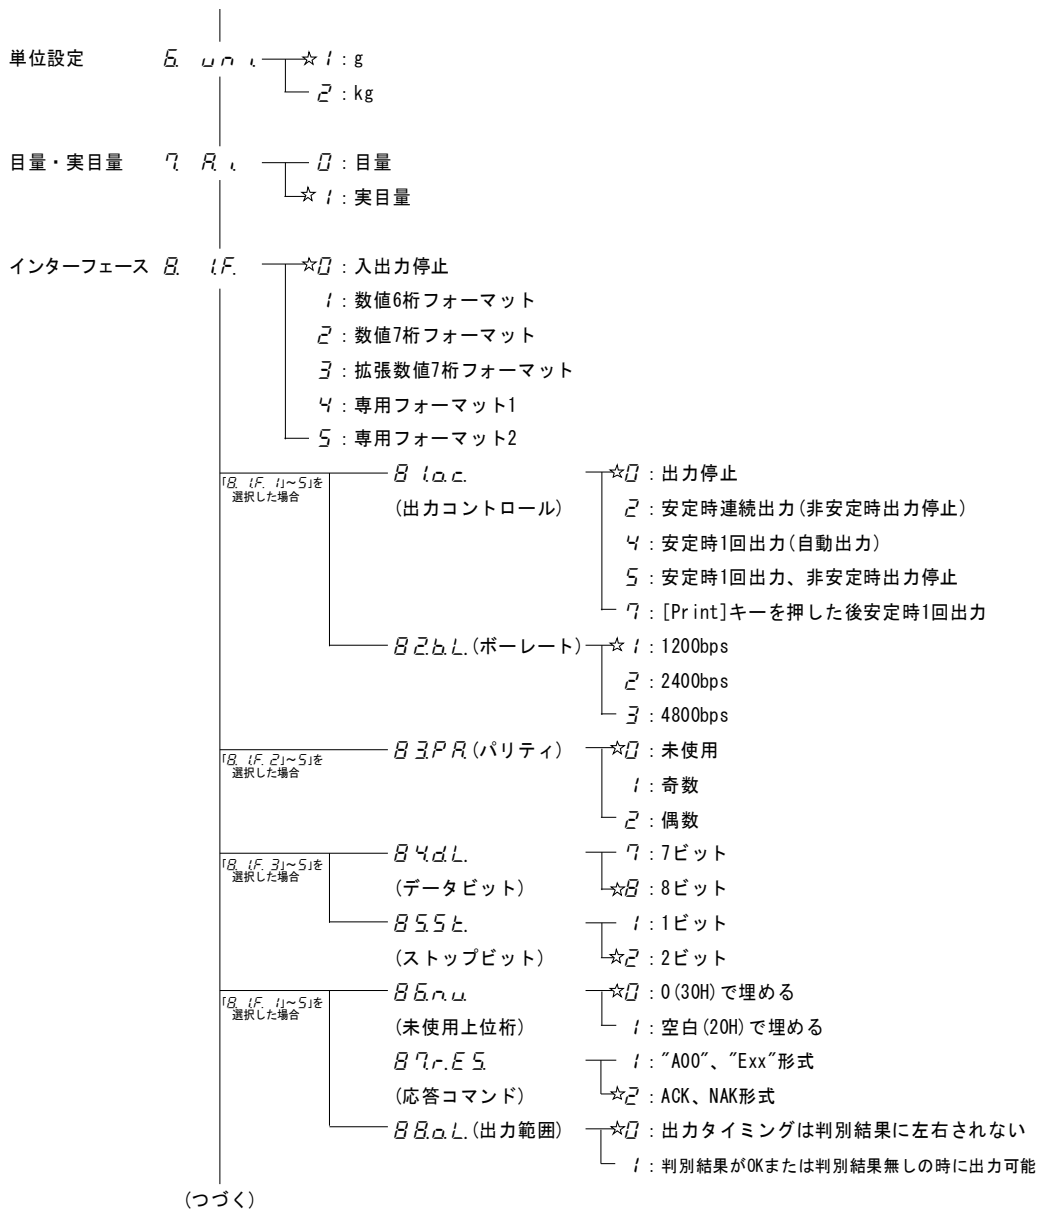 単位設定 6. uni. ☆ 1 : g
2 : kg
目量・実目量 7. A.i. 0 : 目量
☆ 1 : 実目量
インターフェース 8. I.F. ☆0 : 入出力停止
1 : 数値6桁フォーマット
2 : 数値7桁フォーマット
3 : 拡張数値7桁フォーマット
4 : 専用フォーマット1
5 : 専用フォーマット2
「8. I.F. 1」~5」を
選択した場合
81.o.c.
(出力コントロール)
☆0 : 出力停止
2 : 安定時連続出力(非安定時出力停止)
4 : 安定時1回出力(自動出力)
5 : 安定時1回出力、非安定時出力停止
7 : [Print]キーを押した後安定時1回出力
82.b.L.(ボーレート) ☆ 1 : 1200bps
2 : 2400bps
3 : 4800bps
「8. I.F. 2」~5」を
選択した場合
83.P A.(パリティ) ☆0 : 未使用
1 : 奇数
2 : 偶数
「8. I.F. 3」~5」を
選択した場合
84.d.L.
(データビット)
7 : 7ビット
☆8 : 8ビット
85.S t.
(ストップビット)
1 : 1ビット
☆2 : 2ビット
「8. I.F. 1」~5」を
選択した場合
86.n.u.
(未使用上位桁)
☆0 : 0(30H)で埋める
1 : 空白(20H)で埋める
87.r.E S.
(応答コマンド)
1 : "A00"、"Exx"形式
☆2 : ACK、NAK形式
88.o.L.(出力範囲) ☆0 : 出力タイミングは判別結果に左右されない
1 : 判別結果がOKまたは判別結果無しの時に出力可能
(つづく)